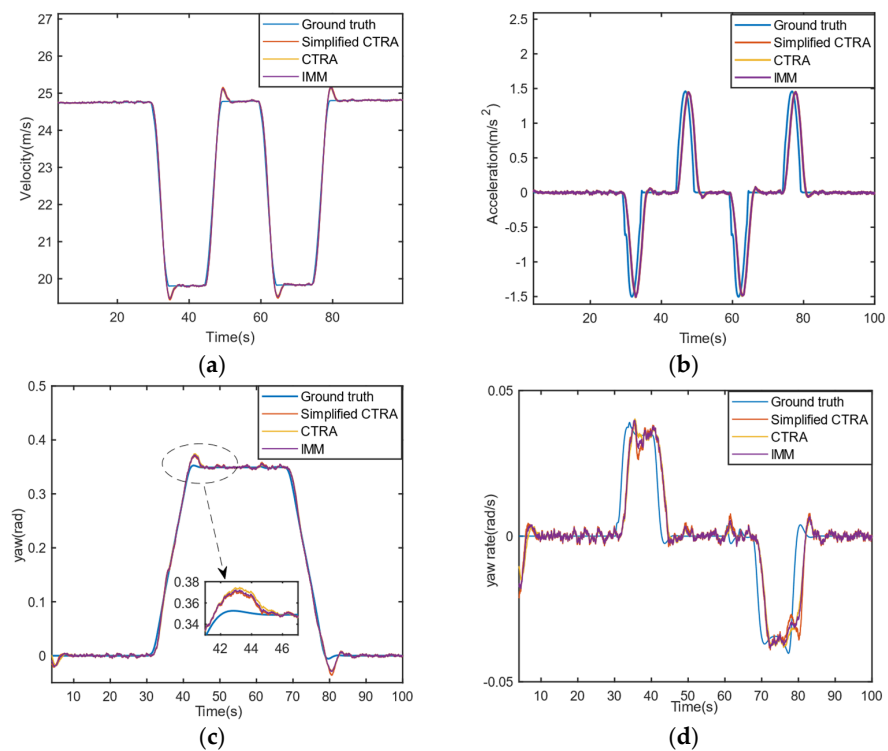 27
26
25
24
23
22
21
20
Velocity(m/s)
20
40
60
80
Time(s)
Ground truth
Simplified CTRA
CTRA
IMM
(a)
2.5
2
1.5
1
0.5
0
-0.5
-1
-1.5
Acceleration(m/s²)
20
40
60
80
100
Time(s)
Ground truth
Simplified CTRA
CTRA
IMM
(b)
0.5
0.4
0.3
0.2
0.1
0
yaw(rad)
10
20
30
40
50
60
70
80
90
100
Time(s)
Ground truth
Simplified CTRA
CTRA
IMM
0.38
0.36
0.34
42
44
46
(c)
0.05
0
-0.05
yaw rate(rad/s)
10
20
30
40
50
60
70
80
90
100
Time(s)
Ground truth
Simplified CTRA
CTRA
IMM
(d)